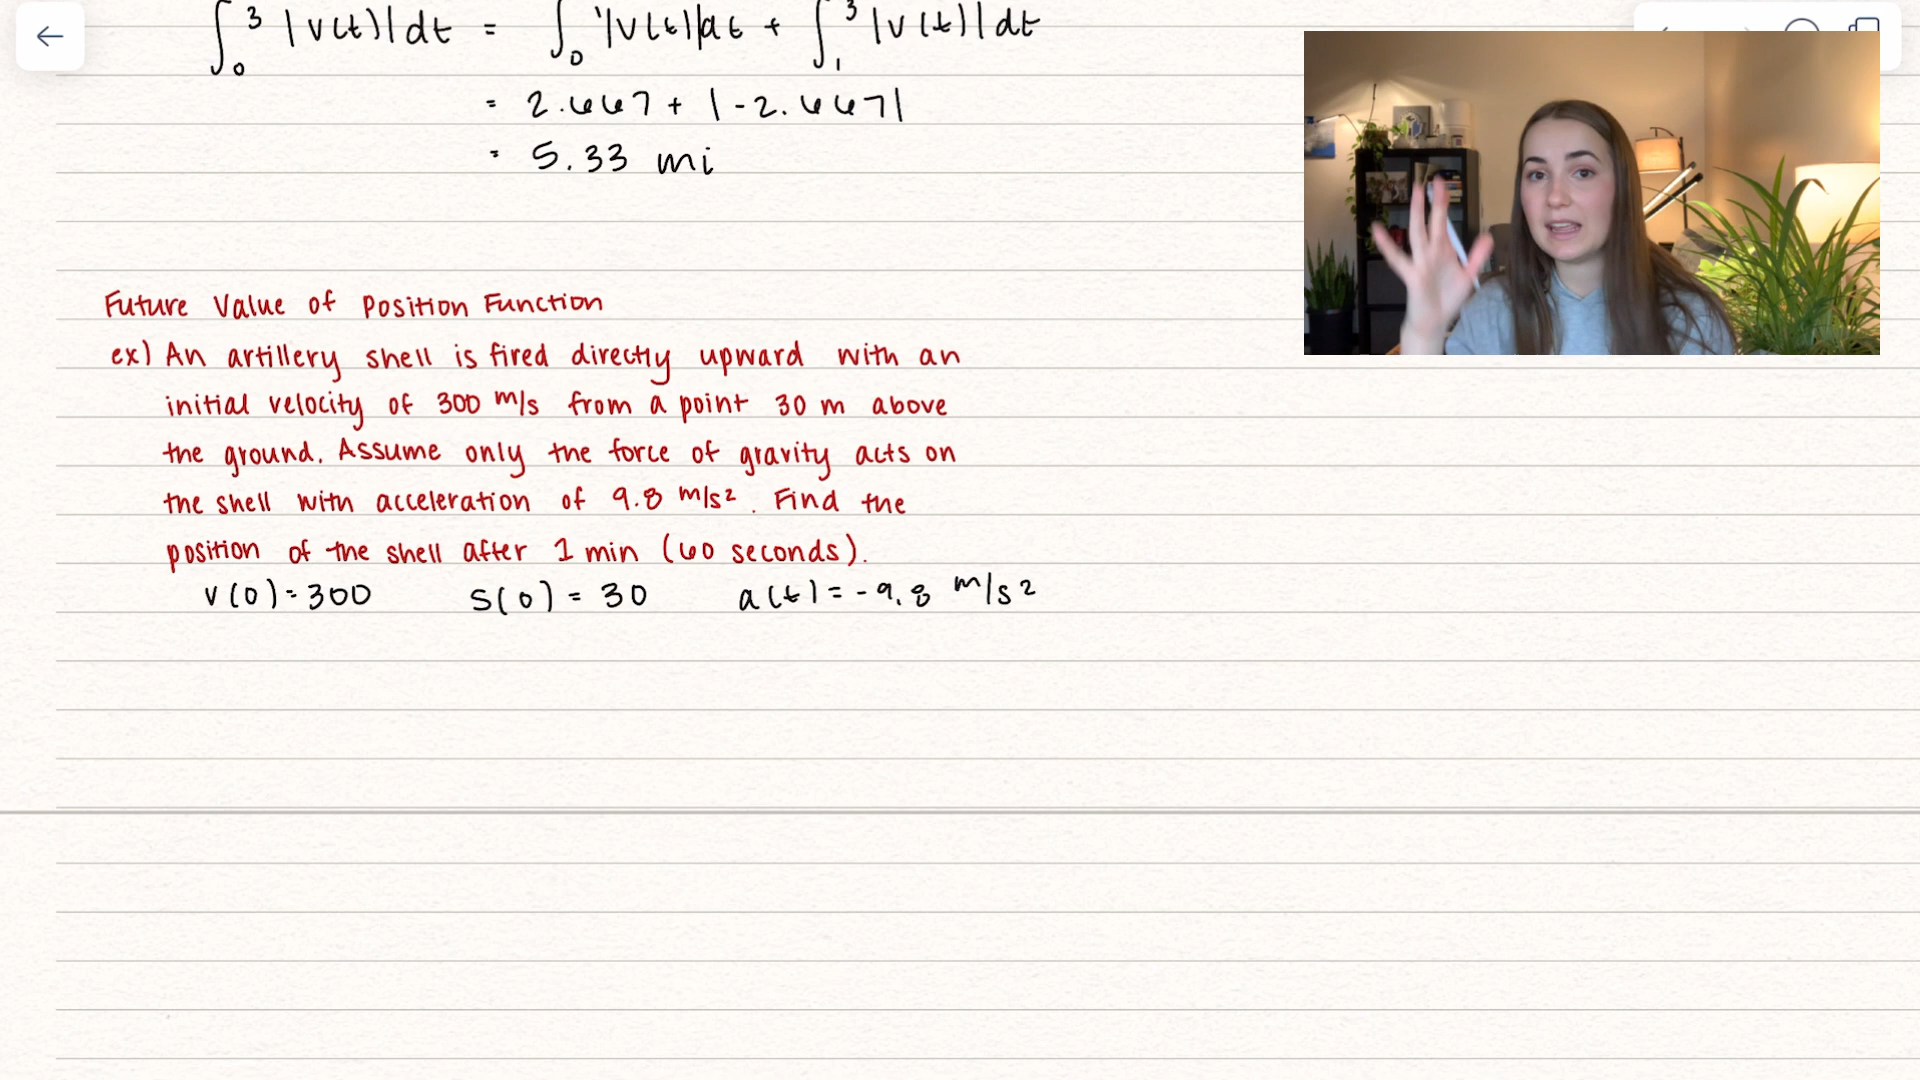 ∫₀³ |v(t)|dt = ∫₀¹|v(t)|dt + ∫₁³ |v(t)|dt
= 2.667 + |-2.667|
= 5.33 mi
Future Value of Position Function
ex) An artillery shell is fired directly upward with an
initial velocity of 300 m/s from a point 30 m above
the ground. Assume only the force of gravity acts on
the shell with acceleration of 9.8 m/s². Find the
position of the shell after 1 min (60 seconds).
v(0)=300 s(0) = 30 a(t) = -9.8 m/s²